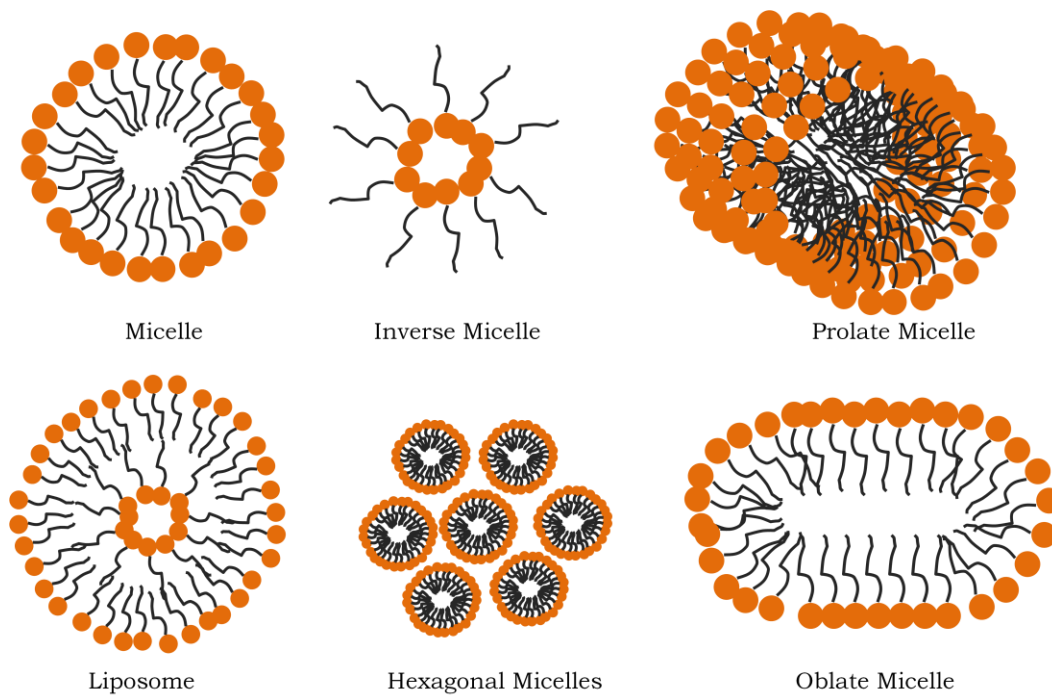 Micelle
Inverse Micelle
Prolate Micelle
Liposome
Hexagonal Micelles
Oblate Micelle